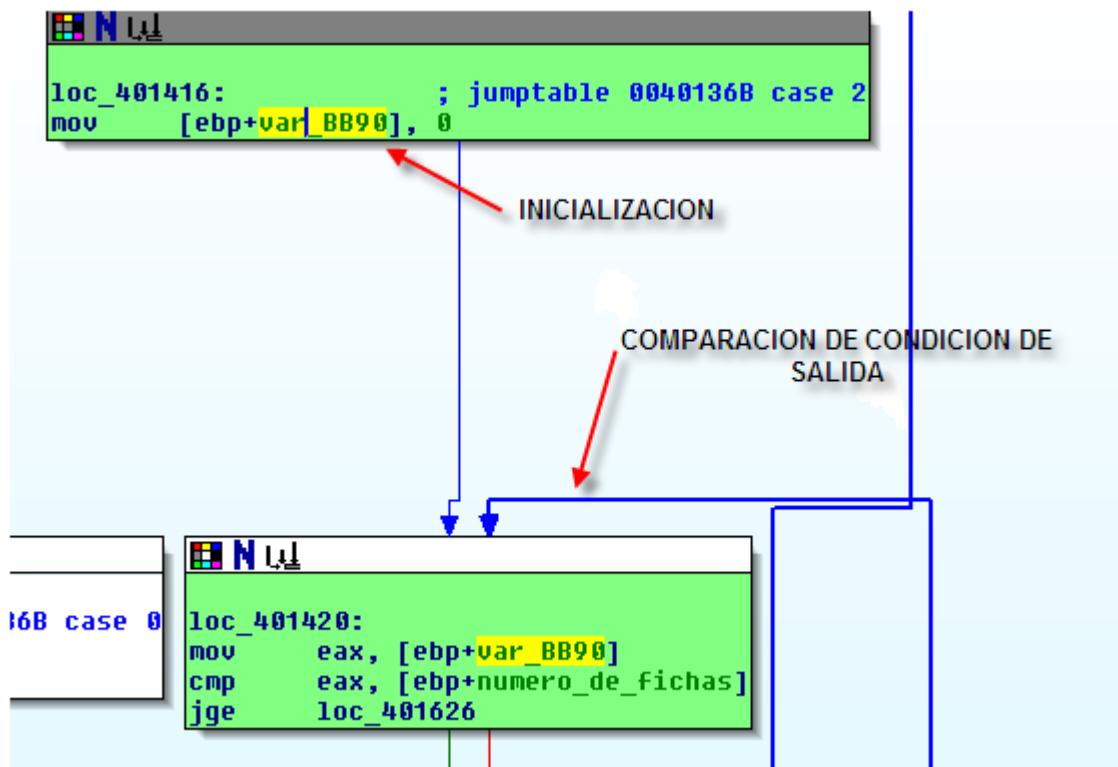 N
loc_401416: ; jumptable 0040136B case 2
mov [ebp+var_BB90], 0
INICIALIZACION
COMPARACION DE CONDICION DE
SALIDA
N
36B case 0
loc_401420:
mov eax, [ebp+var_BB90]
cmp eax, [ebp+numero_de_fichas]
jge loc_401626